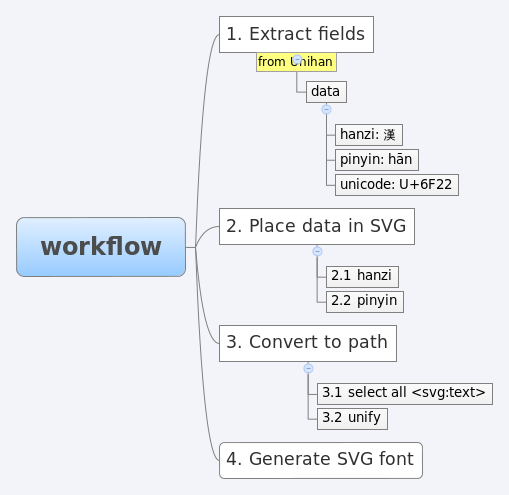 workflow
1. Extract fields
from Unihan
data
hanzi: 漢
pinyin: hān
unicode: U+6F22
2. Place data in SVG
2.1 hanzi
2.2 pinyin
3. Convert to path
3.1 select all <svg:text>
3.2 unify
4. Generate SVG font